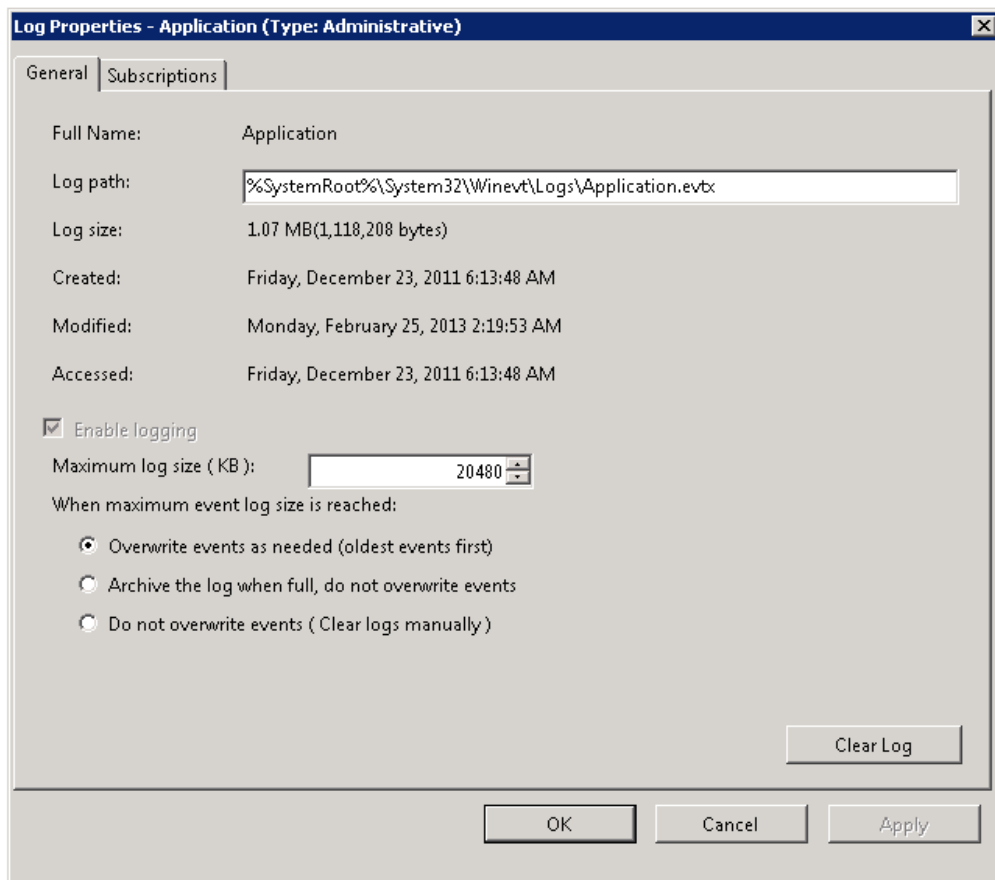 Log Properties - Application (Type: Administrative)
General Subscriptions
Full Name: Application
Log path: %SystemRoot%\System32\Winevt\Logs\Application.evtx
Log size: 1.07 MB(1,118,208 bytes)
Created: Friday, December 23, 2011 6:13:48 AM
Modified: Monday, February 25, 2013 2:19:53 AM
Accessed: Friday, December 23, 2011 6:13:48 AM
Enable logging
Maximum log size ( KB ): 20480
When maximum event log size is reached:
Overwrite events as needed (oldest events first)
Archive the log when full, do not overwrite events
Do not overwrite events ( Clear logs manually )
Clear Log
OK Cancel Apply